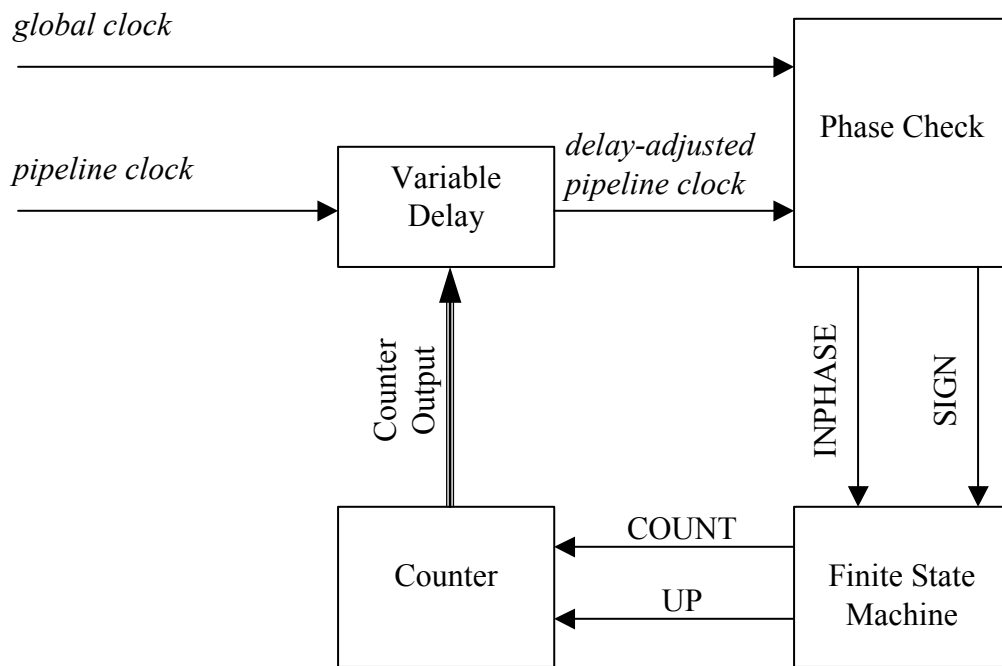 global clock
Phase Check
pipeline clock
Variable
Delay
delay-adjusted
pipeline clock
Counter
Output
INPHASE
SIGN
Counter
COUNT
UP
Finite State
Machine